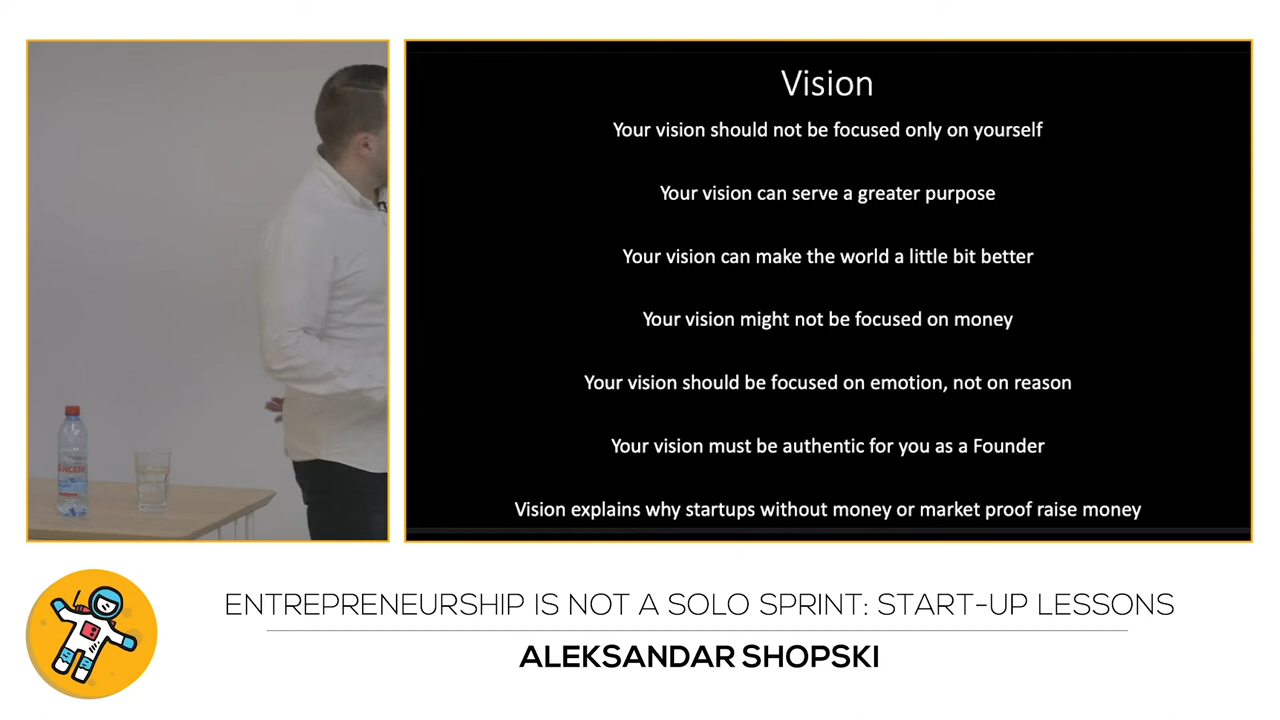 Vision
Your vision should not be focused only on yourself
Your vision can serve a greater purpose
Your vision can make the world a little bit better
Your vision might not be focused on money
Your vision should be focused on emotion, not on reason
Your vision must be authentic for you as a Founder
Vision explains why startups without money or market proof raise money
ENTREPRENEURSHIP IS NOT A SOLO SPRINT: START-UP LESSONS
ALEKSANDAR SHOPSKI